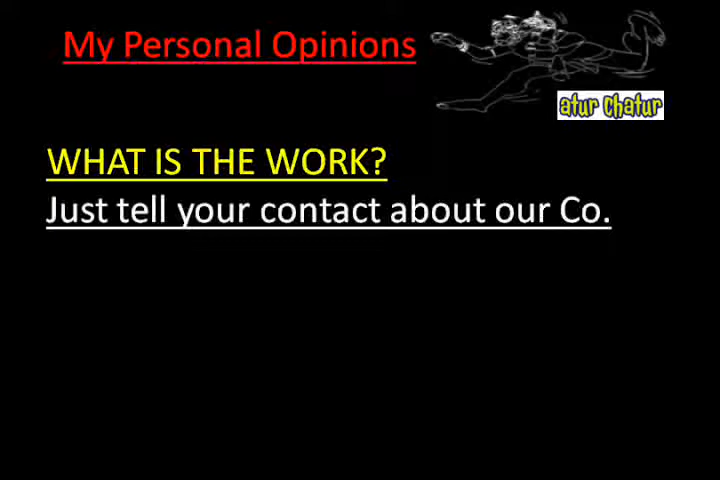 My Personal Opinions
atur Chatur
WHAT IS THE WORK?
Just tell your contact about our Co.